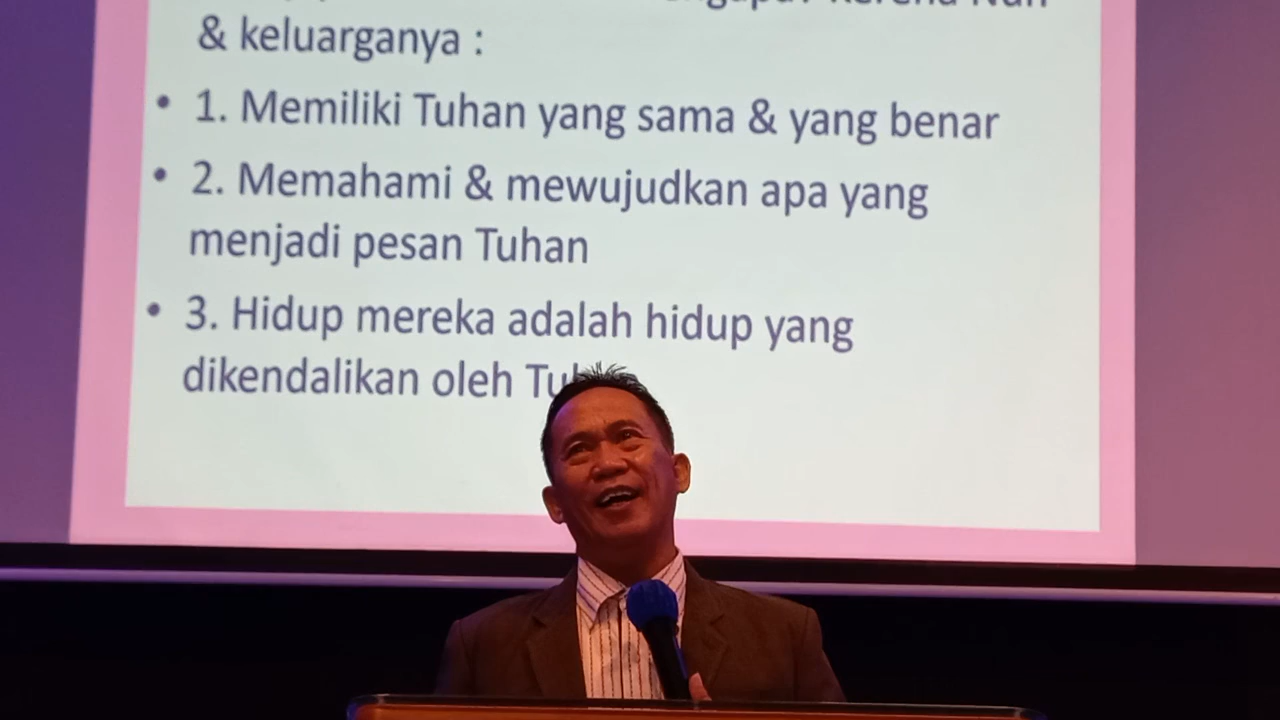 & keluarganya :
• 1. Memiliki Tuhan yang sama & yang benar
• 2. Memahami & mewujudkan apa yang
menjadi pesan Tuhan
• 3. Hidup mereka adalah hidup yang
dikendalikan oleh